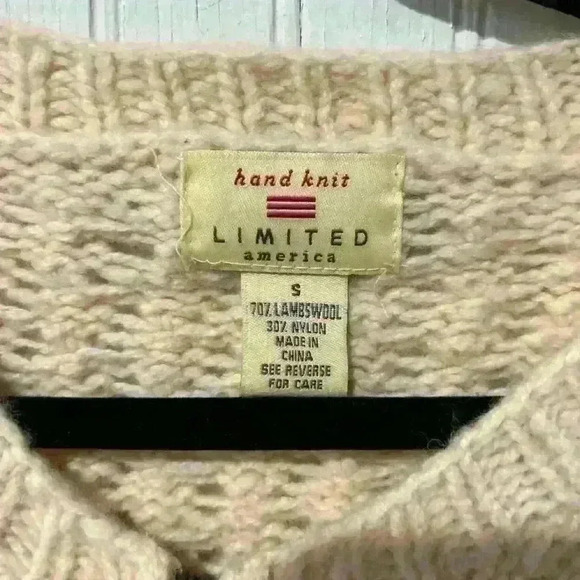 hand knit
LIMITED
america
S
70% LAMBSWOOL
30% NYLON
MADE IN
CHINA
SEE REVERSE
FOR CARE